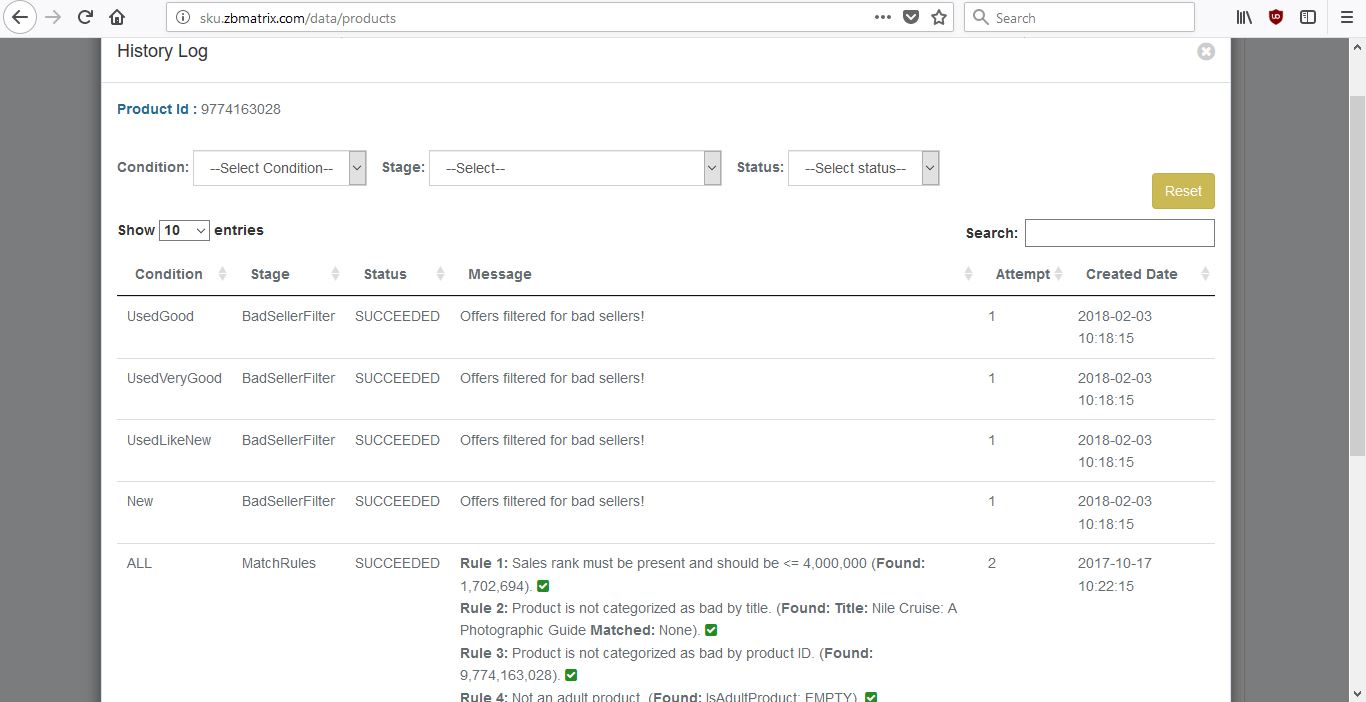 sku.zbmatrix.com/data/products
Search
History Log
Product Id : 9774163028
Condition: --Select Condition-- Stage: --Select-- Status: --Select status--
Reset
Show 10 entries
Search:
Condition Stage Status Message Attempt Created Date
UsedGood BadSellerFilter SUCCEEDED Offers filtered for bad sellers! 1 2018-02-03
10:18:15
UsedVeryGood BadSellerFilter SUCCEEDED Offers filtered for bad sellers! 1 2018-02-03
10:18:15
UsedLikeNew BadSellerFilter SUCCEEDED Offers filtered for bad sellers! 1 2018-02-03
10:18:15
New BadSellerFilter SUCCEEDED Offers filtered for bad sellers! 1 2018-02-03
10:18:15
ALL MatchRules SUCCEEDED Rule 1: Sales rank must be present and should be <= 4,000,000 (Found: 2 2017-10-17
1,702,694). 10:22:15
Rule 2: Product is not categorized as bad by title. (Found: Title: Nile Cruise: A
Photographic Guide Matched: None).
Rule 3: Product is not categorized as bad by product ID. (Found:
9,774,163,028).
Rule 4: Not an adult product. (Found: IsAdultProduct: EMPTY)